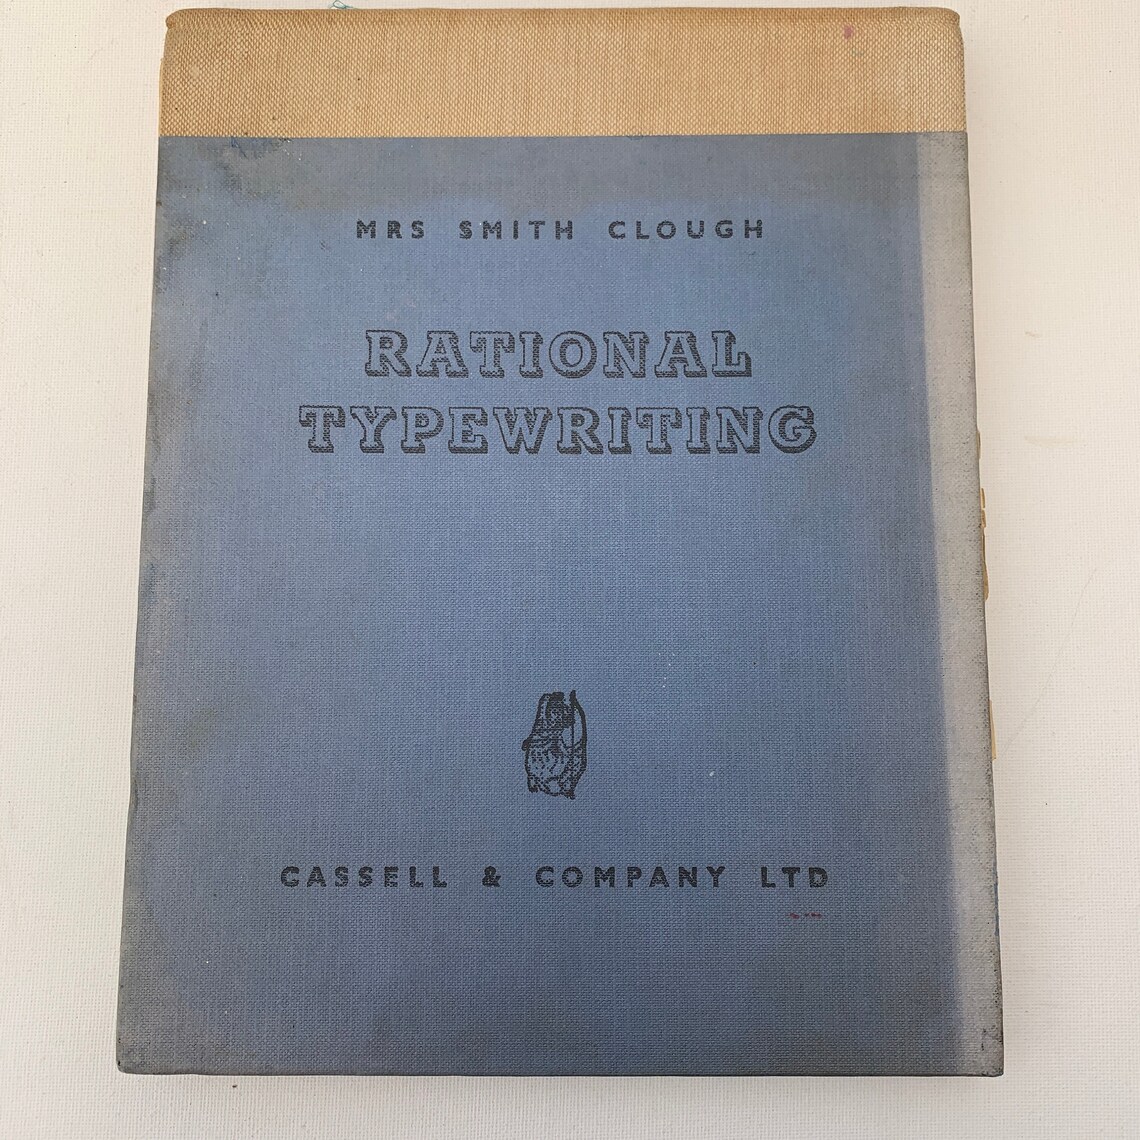 MRS SMITH CLOUGH
RATIONAL
TYPEWRITING
CASSELL & COMPANY LTD